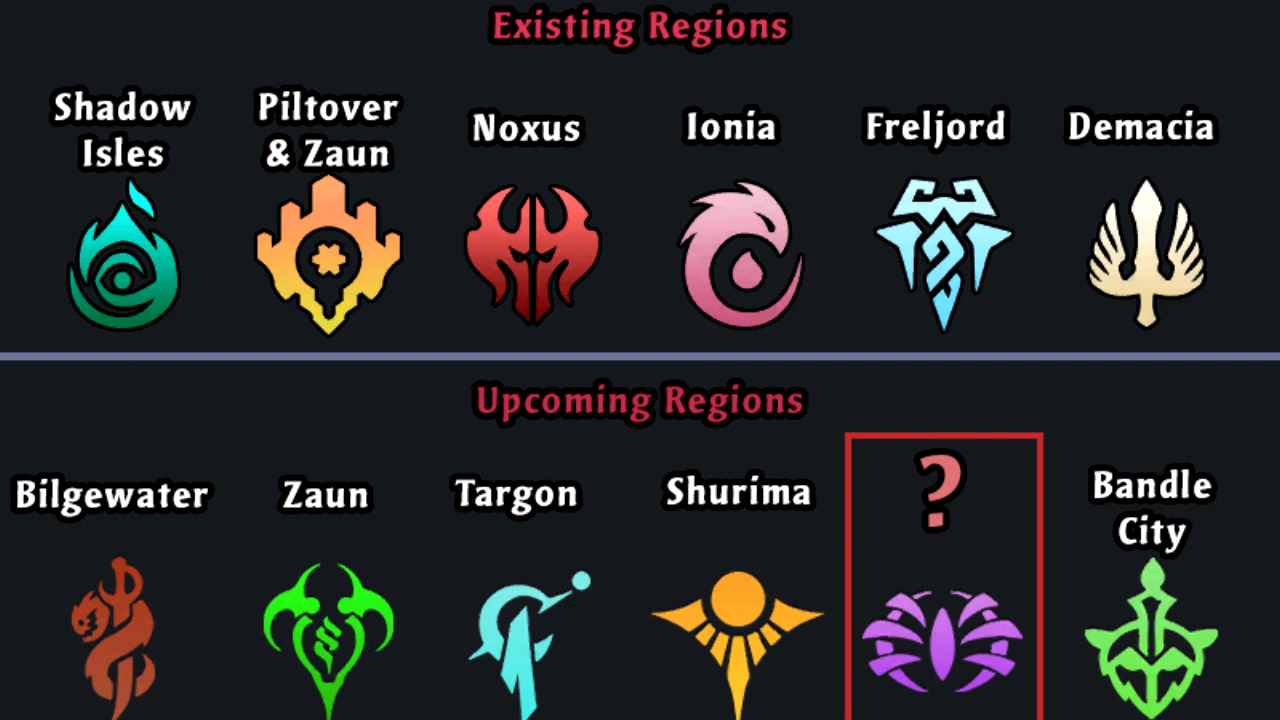 Existing Regions
Shadow
Isles
Piltover
& Zaun
Noxus
Ionia
Freljord
Demacia
Upcoming Regions
Bilgewater
Zaun
Targon
Shurima
?
Bandle
City